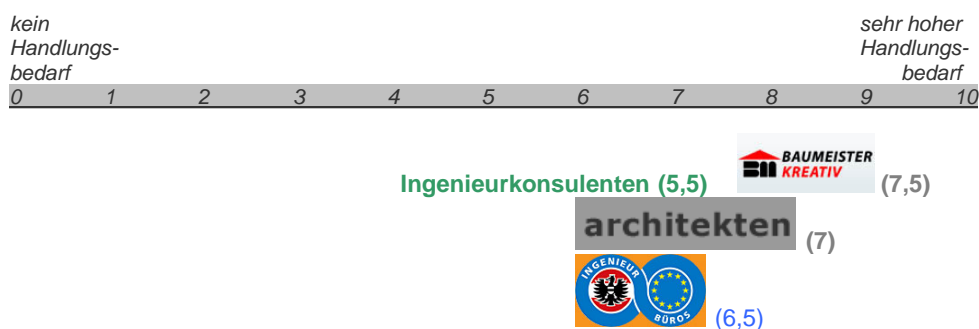 kein
Handlungs-
bedarf
sehr hoher
Handlungs-
bedarf
0 1 2 3 4 5 6 7 8 9 10
BAUMEISTER
KREATIV
Ingenieurkonsulenten (5,5)
(7,5)
architekten (7)
INGENIEUR
BÜROS
(6,5)